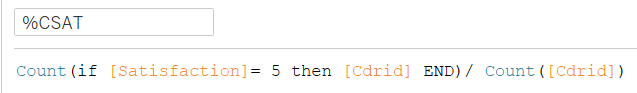 %CSAT
Count(if [Satisfaction]= 5 then [Cdrid] END)/ Count([Cdrid])